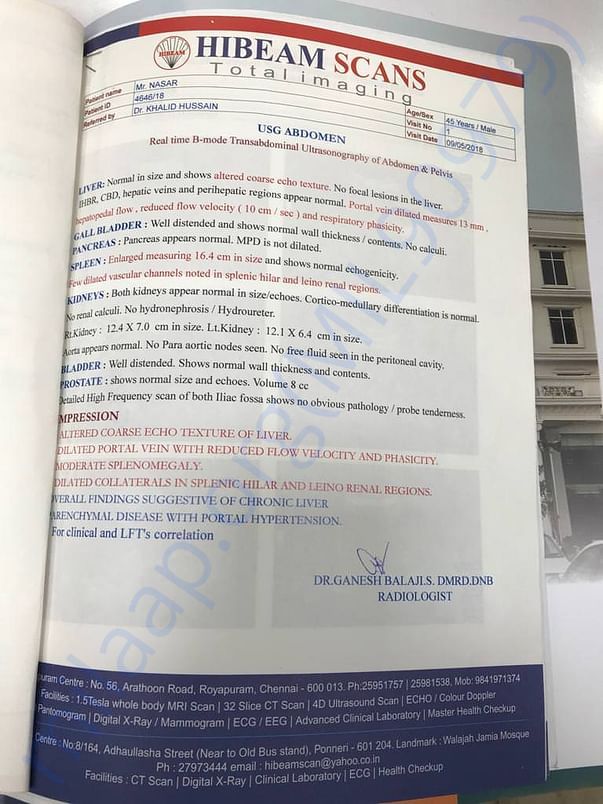 HIBEAM
HIBEAM SCANS
Total imaging
Patient name Mr. NASAR Age/Sex 45 Years / Male
Patient ID 4646/18 Visit No 1
Referred by Dr. KHALID HUSSAIN Visit Date 09/05/2018
USG ABDOMEN
Real time B-mode Transabdominal Ultrasonography of Abdomen & Pelvis
LIVER: Normal in size and shows altered coarse echo texture. No focal lesions in the liver.
IHBR, CBD, hepatic veins and perihepatic regions appear normal. Portal vein dilated measures 13 mm ,
hepatopedal flow , reduced flow velocity ( 10 cm / sec ) and respiratory phasicity.
GALL BLADDER : Well distended and shows normal wall thickness / contents. No calculi.
PANCREAS : Pancreas appears normal. MPD is not dilated.
SPLEEN : Enlarged measuring 16.4 cm in size and shows normal echogenicity.
Few dilated vascular channels noted in splenic hilar and leino renal regions.
KIDNEYS : Both kidneys appear normal in size/echoes. Cortico-medullary differentiation is normal.
No renal calculi. No hydronephrosis / Hydroureter.
Rt.Kidney : 12.4 X 7.0 cm in size. Lt.Kidney : 12.1 X 6.4 cm in size.
Aorta appears normal. No Para aortic nodes seen. No free fluid seen in the peritoneal cavity.
BLADDER : Well distended. Shows normal wall thickness and contents.
PROSTATE : shows normal size and echoes. Volume 8 cc
Detailed High Frequency scan of both Iliac fossa shows no obvious pathology / probe tenderness.
IMPRESSION
ALTERED COARSE ECHO TEXTURE OF LIVER.
DILATED PORTAL VEIN WITH REDUCED FLOW VELOCITY AND PHASICITY.
MODERATE SPLENOMEGALY.
DILATED COLLATERALS IN SPLENIC HILAR AND LEINO RENAL REGIONS.
OVERALL FINDINGS SUGGESTIVE OF CHRONIC LIVER
PARENCHYMAL DISEASE WITH PORTAL HYPERTENSION.
For clinical and LFT's correlation
DR.GANESH BALAJI.S. DMRD.DNB
RADIOLOGIST
puram Centre : No. 56, Arathoon Road, Royapuram, Chennai - 600 013. Ph:25951757 | 25981538, Mob: 9841971374
Facilities : 1.5Tesla whole body MRI Scan | 32 Slice CT Scan | 4D Ultrasound Scan | ECHO / Colour Doppler
Pantomogram | Digital X-Ray / Mammogram | ECG / EEG | Advanced Clinical Laboratory | Master Health Checkup
Centre : No:8/164, Adhaullasha Street (Near to Old Bus stand), Ponneri - 601 204. Landmark : Walajah Jamia Mosque
Ph : 27973444 email : hibeamscan@yahoo.co.in
Facilities : CT Scan | Digital X-Ray | Clinical Laboratory | ECG | Health Checkup